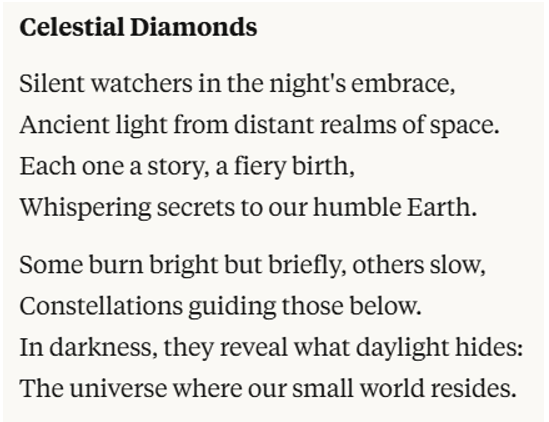 Celestial Diamonds
Silent watchers in the night's embrace,
Ancient light from distant realms of space.
Each one a story, a fiery birth,
Whispering secrets to our humble Earth.
Some burn bright but briefly, others slow,
Constellations guiding those below.
In darkness, they reveal what daylight hides:
The universe where our small world resides.